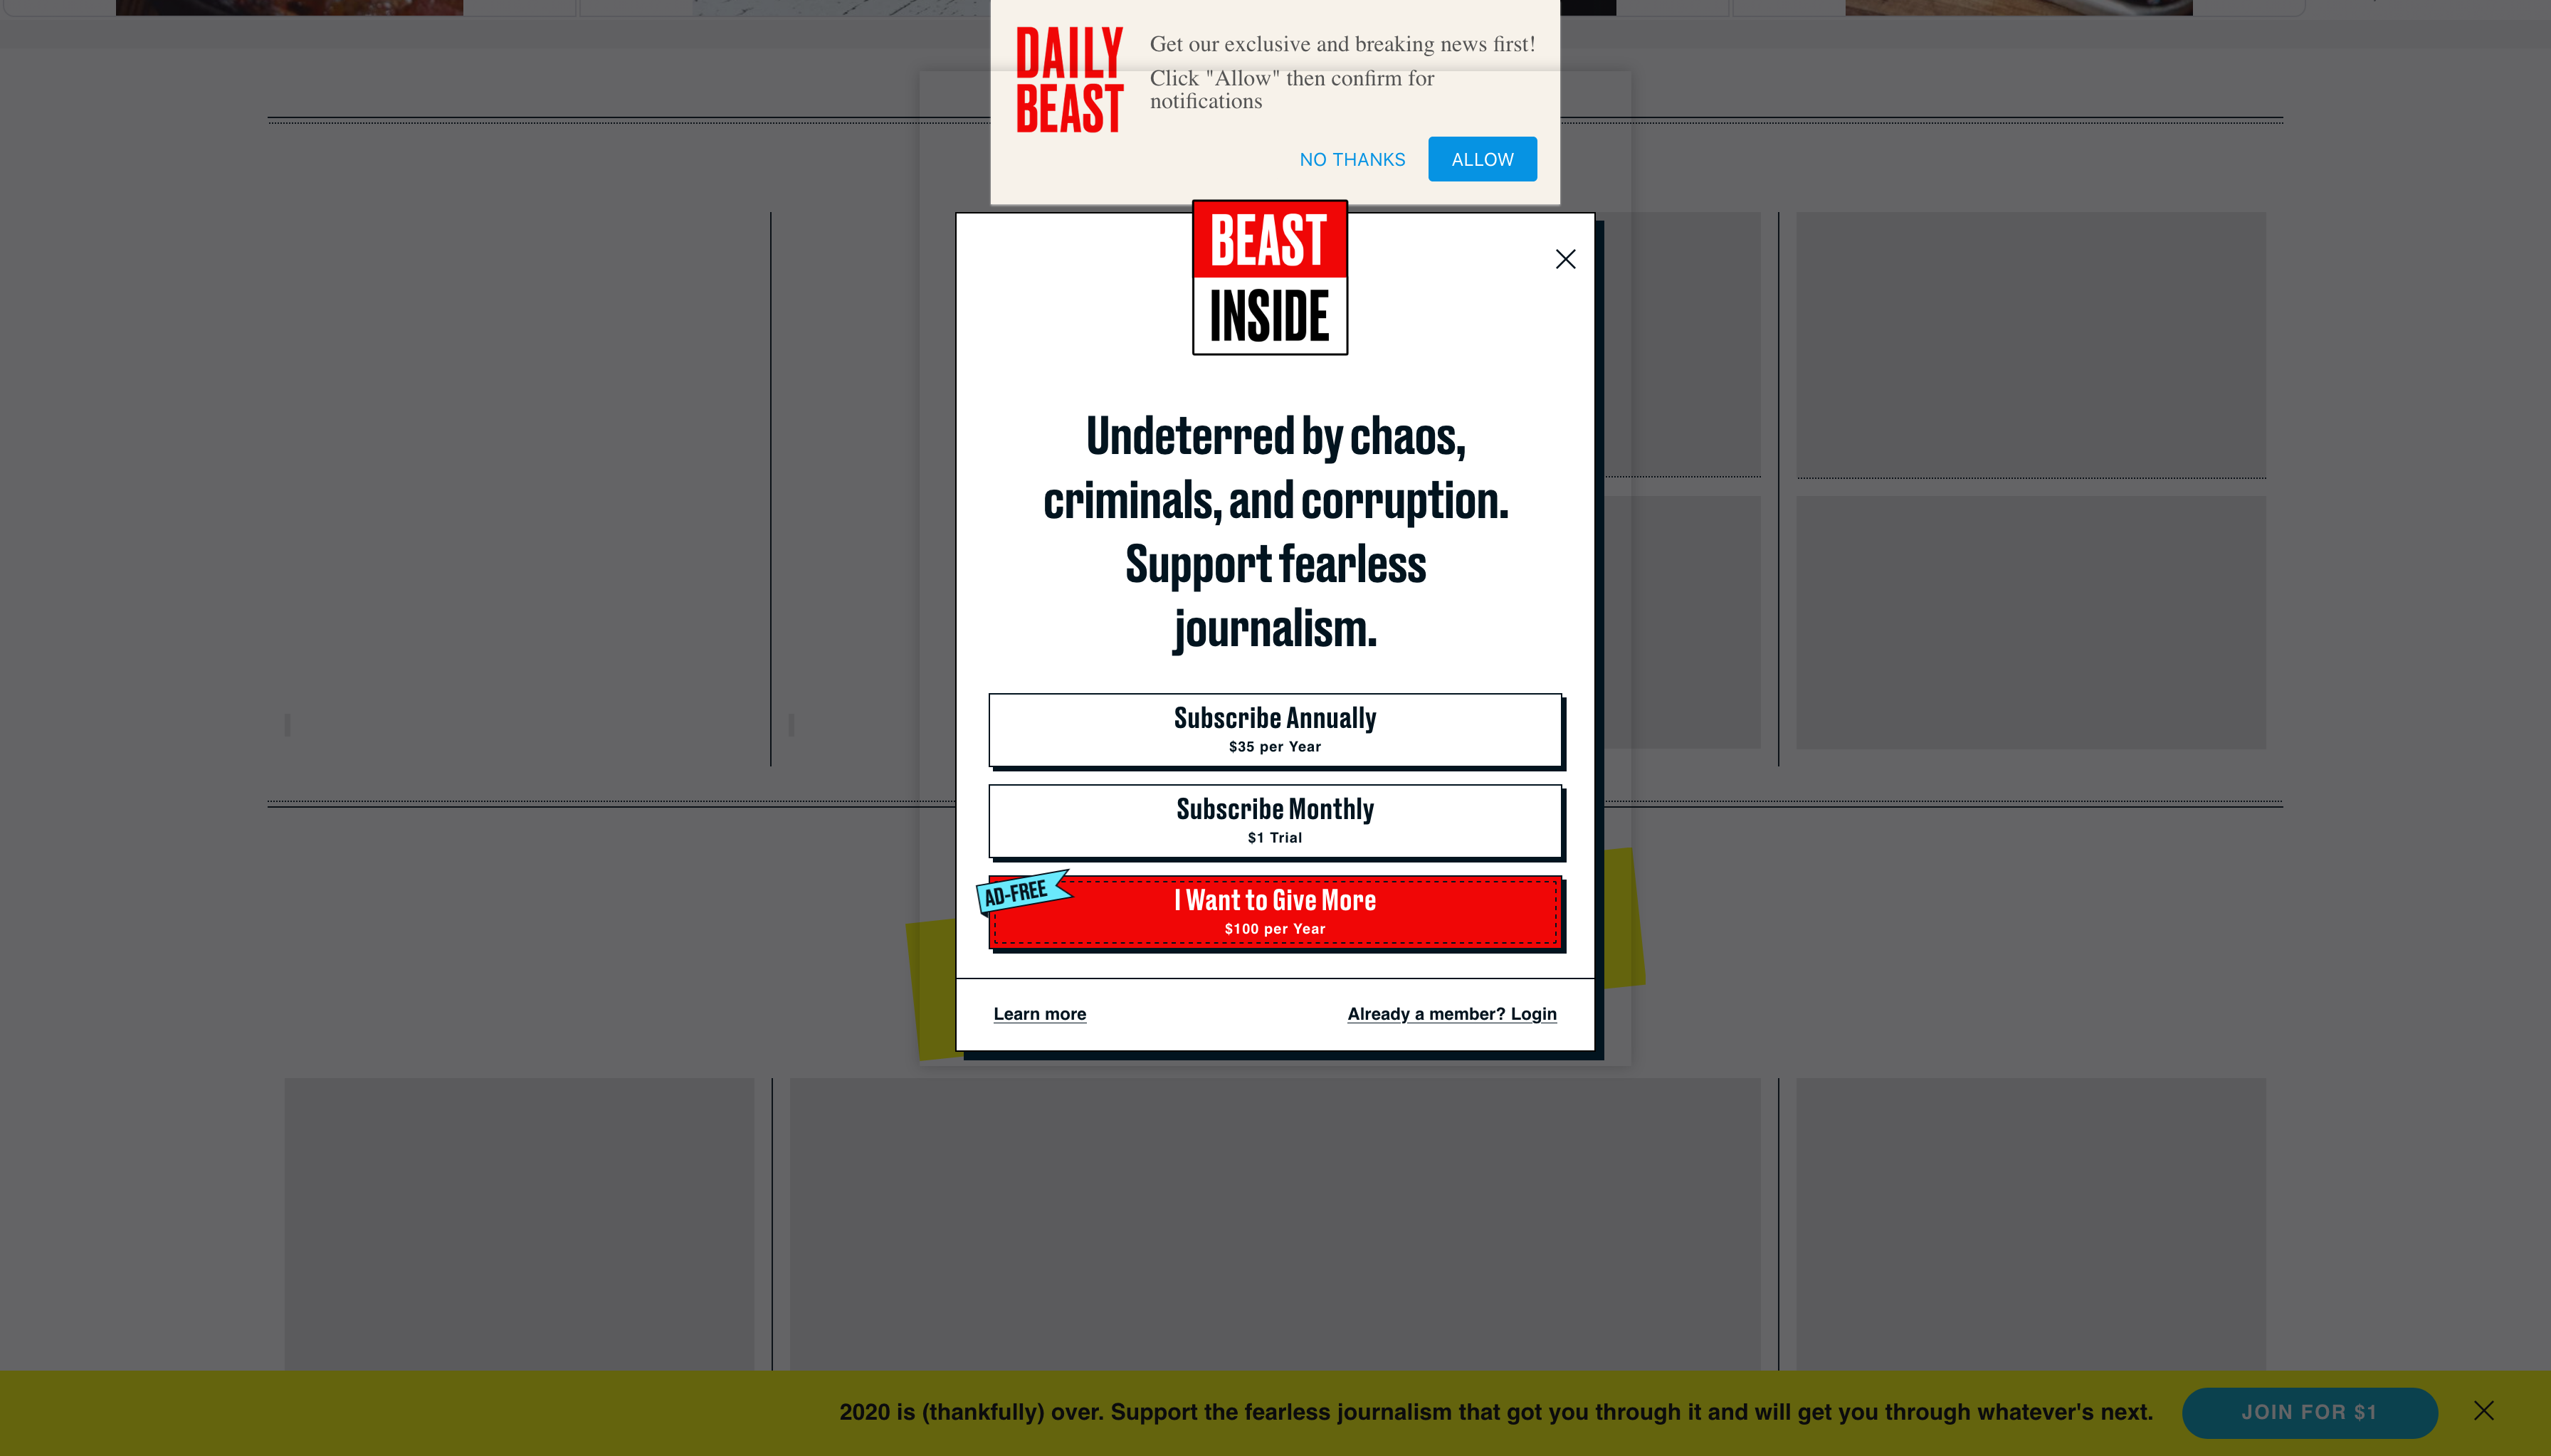 DAILY
BEAST
Get our exclusive and breaking news first!
Click "Allow" then confirm for
notifications
NO THANKS
ALLOW
BEAST
INSIDE
Undeterred by chaos,
criminals, and corruption.
Support fearless
journalism.
Subscribe Annually
$35 per Year
Subscribe Monthly
$1 Trial
AD-FREE
I Want to Give More
$100 per Year
Learn more
Already a member? Login
2020 is (thankfully) over. Support the fearless journalism that got you through it and will get you through whatever's next.
JOIN FOR $1